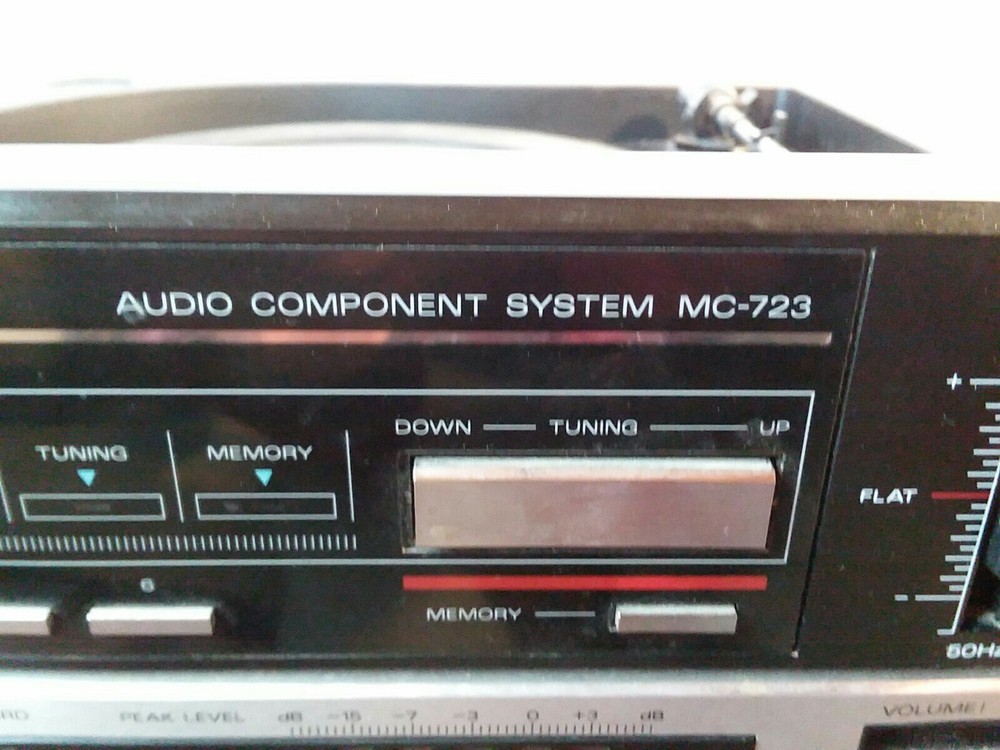 AUDIO COMPONENT SYSTEM MC-723
DOWN TUNING UP
TUNING MEMORY
+
FLAT
-
6
MEMORY
50Hz
PEAK LEVEL dB -15 -7 -3 0 +3 dB
VOLUME